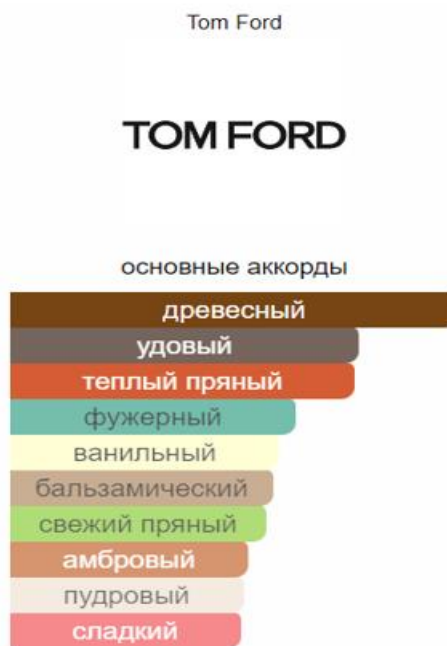 Tom Ford
TOM FORD
основные аккорды
древесный
удовый
теплый пряный
фужерный
ванильный
бальзамический
свежий пряный
амбровый
пудровый
сладкий